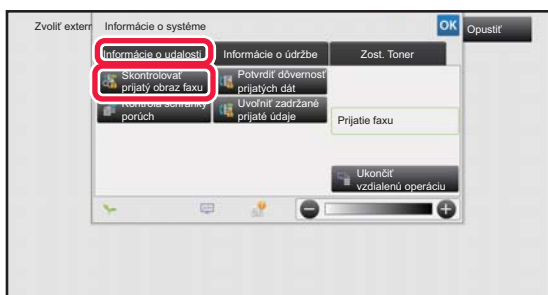 Zvoliť extern
Informácie o systéme
OK
Opustiť
Informácie o udalosti
Informácie o údržbe
Zost. Toner
Skontrolovať
prijatý obraz faxu
Potvrdiť dôvernosť
prijatých dát
Kontrola schránky
porúch
Uvoľniť zadržané
prijaté údaje
Prijatie faxu
Ukončiť
vzdialenú operáciu